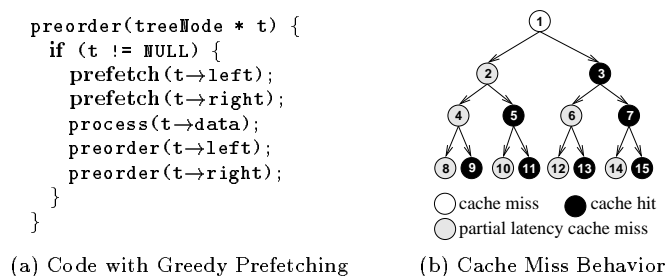 preorder(treeNode * t) {
if (t != NULL) {
prefetch(t→left);
prefetch(t→right);
process(t→data);
preorder(t→left);
preorder(t→right);
}
}
(a) Code with Greedy Prefetching
1
2 3
4 5 6 7
8 9 10 11 12 13 14 15
cache miss cache hit
partial latency cache miss
(b) Cache Miss Behavior